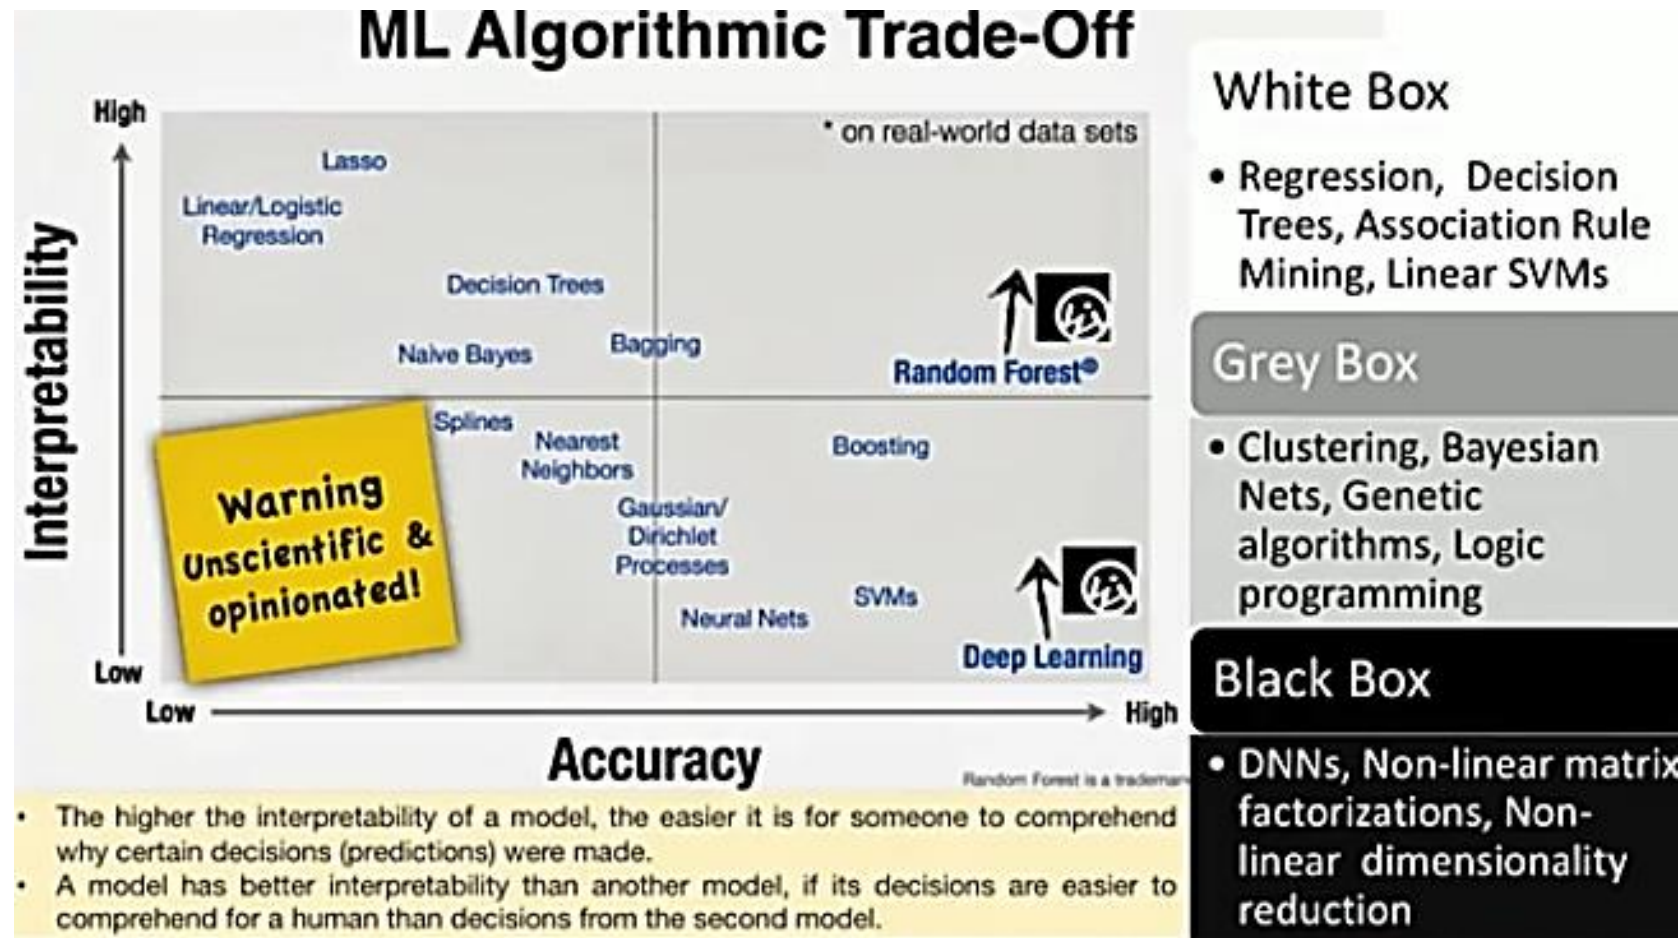 ML Algorithmic Trade-Off
High
* on real-world data sets
Lasso
Linear/Logistic
Regression
Decision Trees
Naive Bayes
Bagging
Random Forest®
Interpretability
Splines
Nearest
Neighbors
Boosting
Warning
Unscientific &
opinionated!
Gaussian/
Dirichlet
Processes
SVMs
Neural Nets
Deep Learning
Low
Low
High
Accuracy
Random Forest is a
• The higher the interpretability of a model, the easier it is for someone to comprehend
why certain decisions (predictions) were made.
• A model has better interpretability than another model, if its decisions are easier to
comprehend for a human than decisions from the second model.
White Box
• Regression, Decision
Trees, Association Rule
Mining, Linear SVMs
Grey Box
• Clustering, Bayesian
Nets, Genetic
algorithms, Logic
programming
Black Box
• DNNs, Non-linear matrix
factorizations, Non-
linear dimensionality
reduction